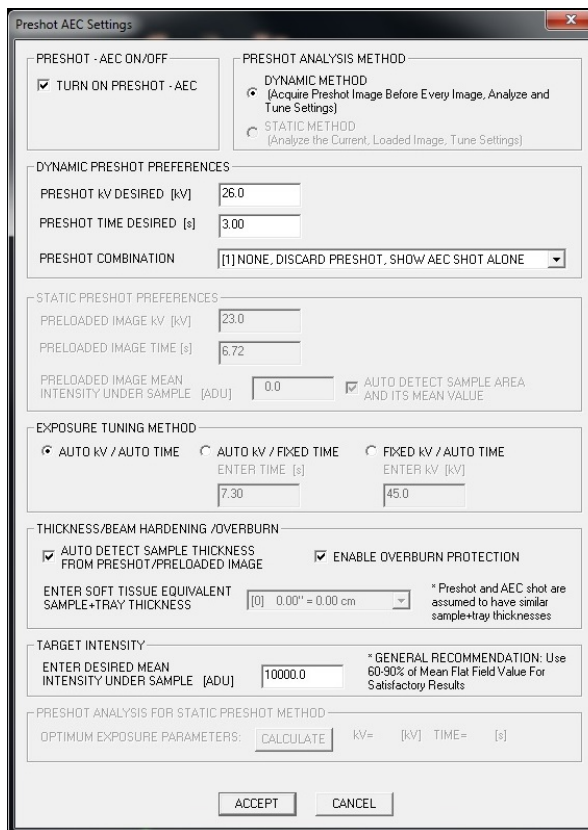 Preshot AEC Settings
PRESHOT - AEC ON/OFF
TURN ON PRESHOT - AEC
PRESHOT ANALYSIS METHOD
DYNAMIC METHOD
(Acquire Preshot Image Before Every Image, Analyze and
Tune Settings)
STATIC METHOD
(Analyze the Current, Loaded Image, Tune Settings)
DYNAMIC PRESHOT PREFERENCES
PRESHOT kV DESIRED [kV] 26.0
PRESHOT TIME DESIRED [s] 3.00
PRESHOT COMBINATION [1] NONE, DISCARD PRESHOT, SHOW AEC SHOT ALONE
STATIC PRESHOT PREFERENCES
PRELOADED IMAGE kV [kV] 23.0
PRELOADED IMAGE TIME [s] 6.72
PRELOADED IMAGE MEAN
INTENSITY UNDER SAMPLE [ADU] 0.0
AUTO DETECT SAMPLE AREA
AND ITS MEAN VALUE
EXPOSURE TUNING METHOD
AUTO kV / AUTO TIME AUTO kV / FIXED TIME FIXED kV / AUTO TIME
ENTER TIME [s] ENTER kV [kV]
7.30 45.0
THICKNESS/BEAM HARDENING /OVERBURN
AUTO DETECT SAMPLE THICKNESS
FROM PRESHOT/PRELOADED IMAGE
ENABLE OVERBURN PROTECTION
ENTER SOFT TISSUE EQUIVALENT
SAMPLE+TRAY THICKNESS
[0] 0.00" = 0.00 cm
* Preshot and AEC shot are
assumed to have similar
sample+tray thicknesses
TARGET INTENSITY
ENTER DESIRED MEAN
INTENSITY UNDER SAMPLE [ADU]
10000.0
* GENERAL RECOMMENDATION: Use
60-90% of Mean Flat Field Value For
Satisfactory Results
PRESHOT ANALYSIS FOR STATIC PRESHOT METHOD
OPTIMUM EXPOSURE PARAMETERS: CALCULATE kV= [kV] TIME= [s]
ACCEPT CANCEL